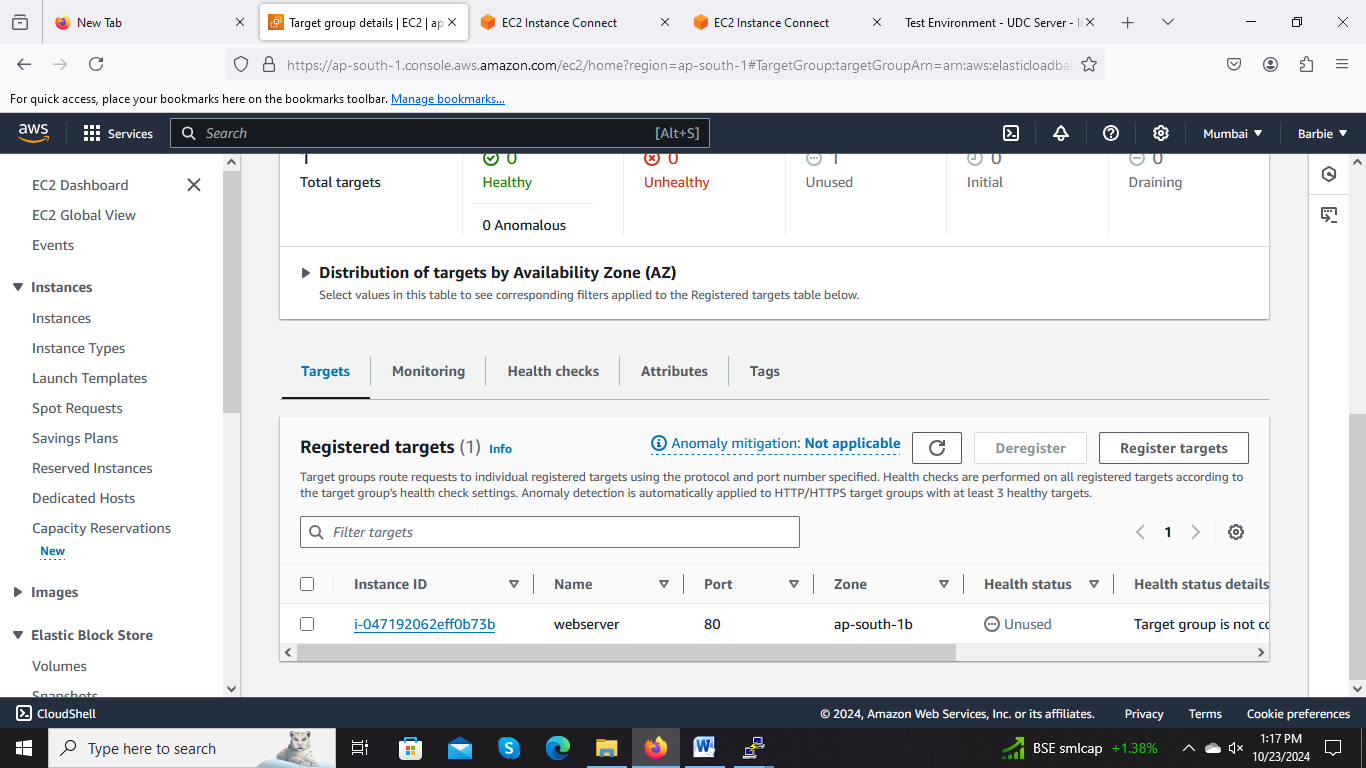 New Tab
Target group details | EC2 | ap
EC2 Instance Connect
EC2 Instance Connect
Test Environment - UDC Server -
https://ap-south-1.console.aws.amazon.com/ec2/home?region=ap-south-1#TargetGroup:targetGroupArn=arn:aws:elasticloadbal
For quick access, place your bookmarks here on the bookmarks toolbar. Manage bookmarks...
aws
Services
Search
[Alt+S]
Mumbai
Barbie
EC2 Dashboard
EC2 Global View
Events
Instances
Instances
Instance Types
Launch Templates
Spot Requests
Savings Plans
Reserved Instances
Dedicated Hosts
Capacity Reservations
New
Images
Elastic Block Store
Volumes
Snapshots
1
Total targets
0
Healthy
0 Anomalous
0
Unhealthy
1
Unused
0
Initial
0
Draining
Distribution of targets by Availability Zone (AZ)
Select values in this table to see corresponding filters applied to the Registered targets table below.
Targets
Monitoring
Health checks
Attributes
Tags
Registered targets (1) Info
Anomaly mitigation: Not applicable
Deregister
Register targets
Target groups route requests to individual registered targets using the protocol and port number specified. Health checks are performed on all registered targets according to
the target group's health check settings. Anomaly detection is automatically applied to HTTP/HTTPS target groups with at least 3 healthy targets.
Filter targets
1
Instance ID
Name
Port
Zone
Health status
Health status details
i-047192062eff0b73b
webserver
80
ap-south-1b
Unused
Target group is not co
CloudShell
© 2024, Amazon Web Services, Inc. or its affiliates.
Privacy
Terms
Cookie preferences
Type here to search
BSE smlcap +1.38%
1:17 PM
10/23/2024